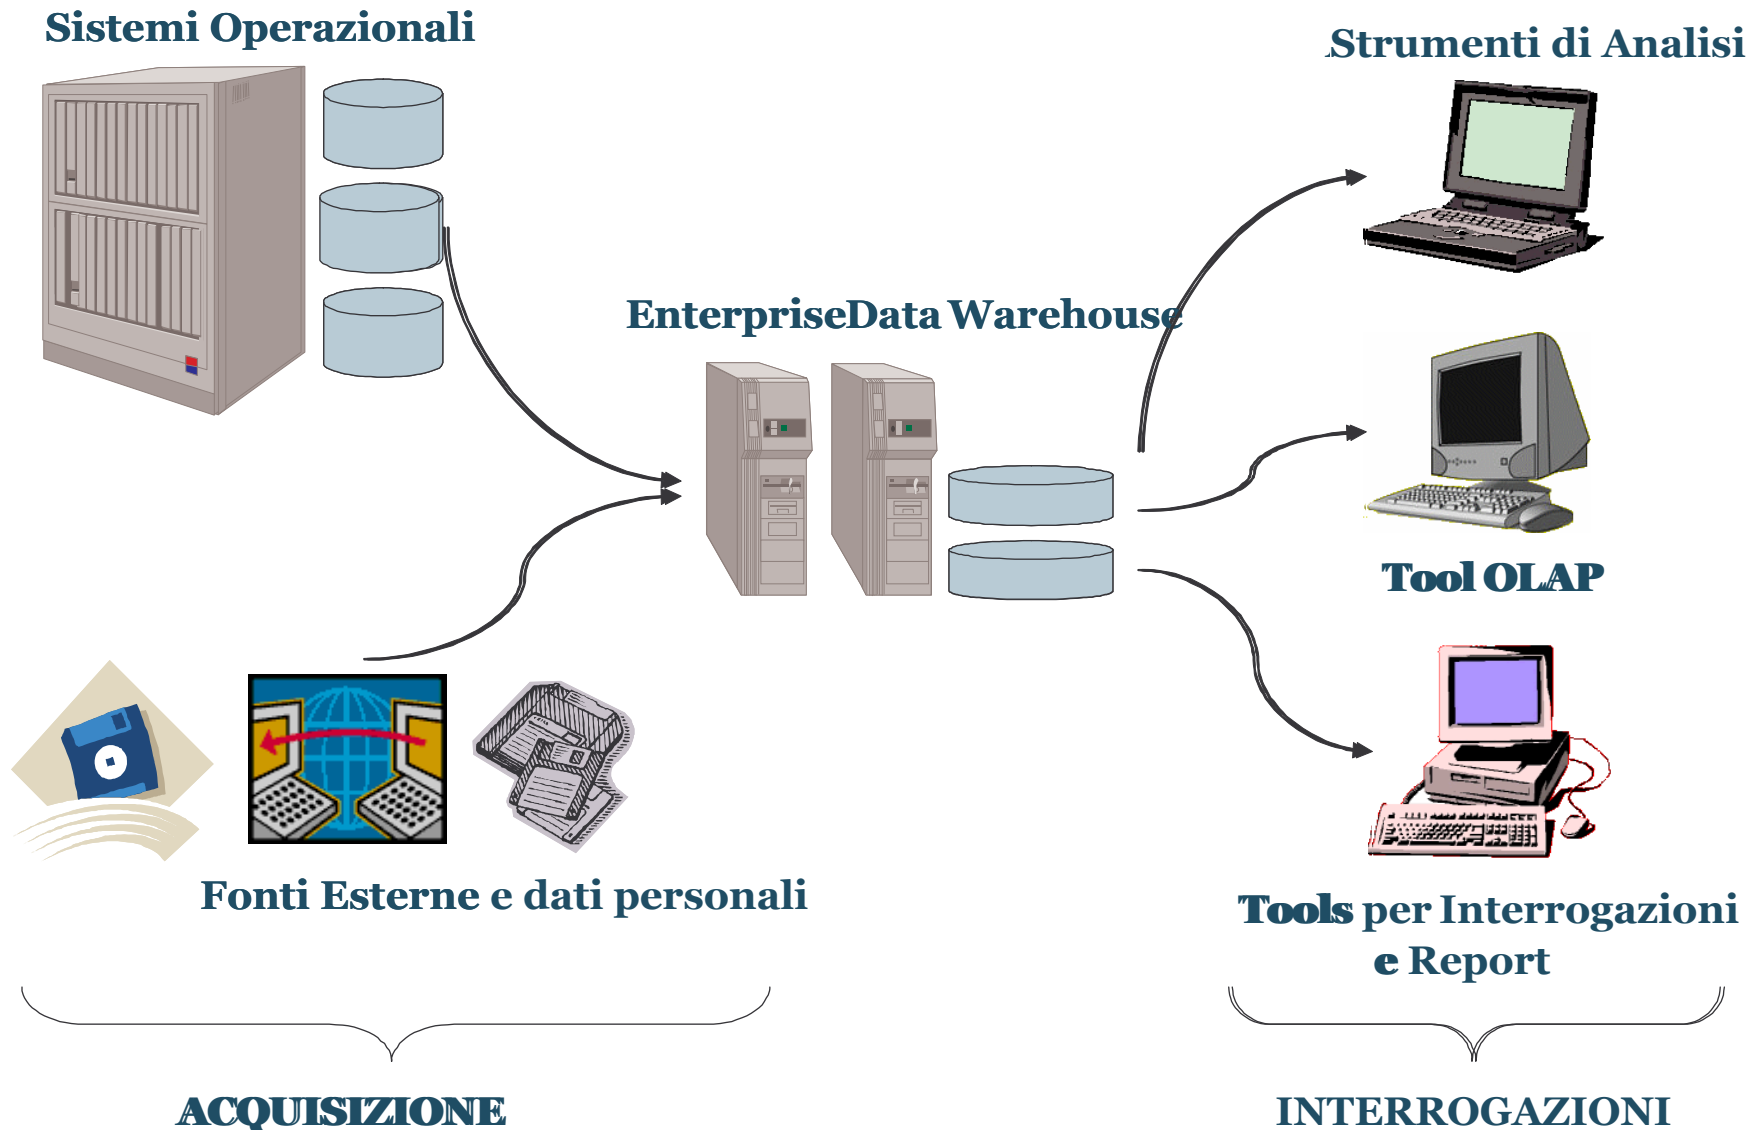 Sistemi Operazionali
Strumenti di Analisi
EnterpriseData Warehouse
Tool OLAP
Fonti Esterne e dati personali
Tools per Interrogazioni
e Report
ACQUISIZIONE
INTERROGAZIONI